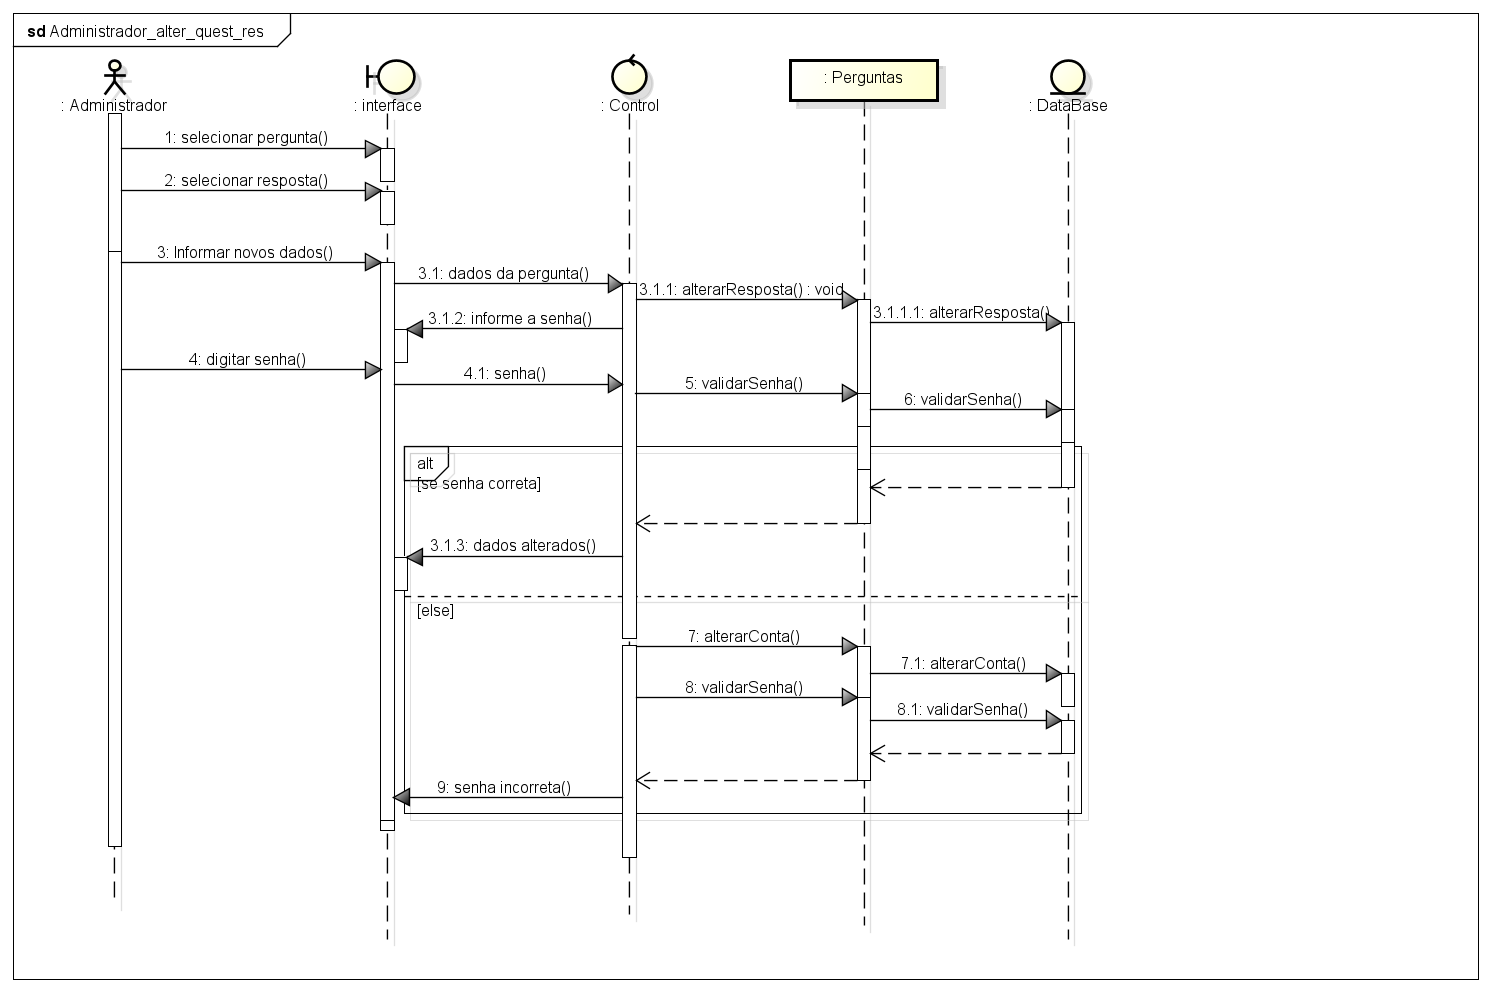 sd Administrador_alter_quest_res
: Administrador
: interface
: Control
: Perguntas
: DataBase
1: selecionar pergunta()
2: selecionar resposta()
3: Informar novos dados()
3.1: dados da pergunta()
3.1.1: alterarResposta() : void
3.1.1.1: alterarResposta()
3.1.2: informe a senha()
4: digitar senha()
4.1: senha()
5: validarSenha()
6: validarSenha()
alt
[se senha correta]
3.1.3: dados alterados()
[else]
7: alterarConta()
7.1: alterarConta()
8: validarSenha()
8.1: validarSenha()
9: senha incorreta()